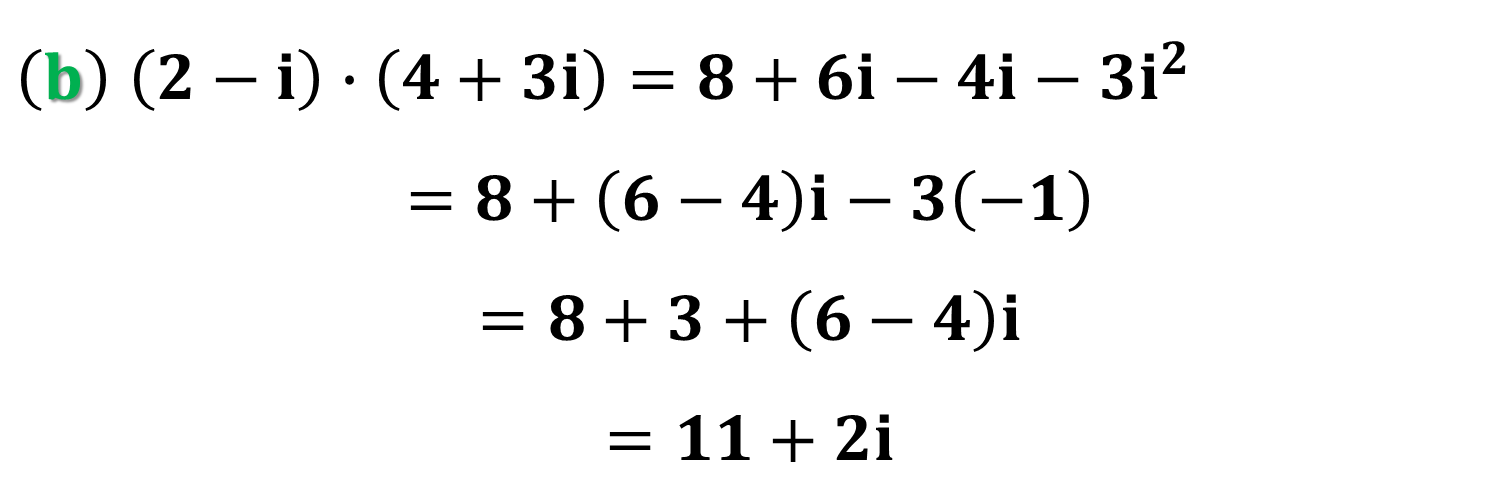 (b) (2 − i) · (4 + 3i) = 8 + 6i − 4i − 3i²
= 8 + (6 − 4)i − 3(−1)
= 8 + 3 + (6 − 4)i
= 11 + 2i